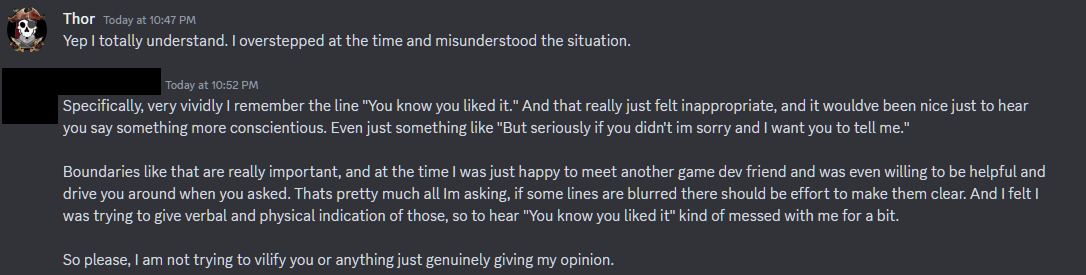 Thor Today at 10:47 PM
Yep I totally understand. I overstepped at the time and misunderstood the situation.
Today at 10:52 PM
Specifically, very vividly I remember the line "You know you liked it." And that really just felt inappropriate, and it wouldve been nice just to hear
you say something more conscientious. Even just something like "But seriously if you didn't im sorry and I want you to tell me."
Boundaries like that are really important, and at the time I was just happy to meet another game dev friend and was even willing to be helpful and
drive you around when you asked. Thats pretty much all Im asking, if some lines are blurred there should be effort to make them clear. And I felt I
was trying to give verbal and physical indication of those, so to hear "You know you liked it" kind of messed with me for a bit.
So please, I am not trying to vilify you or anything just genuinely giving my opinion.